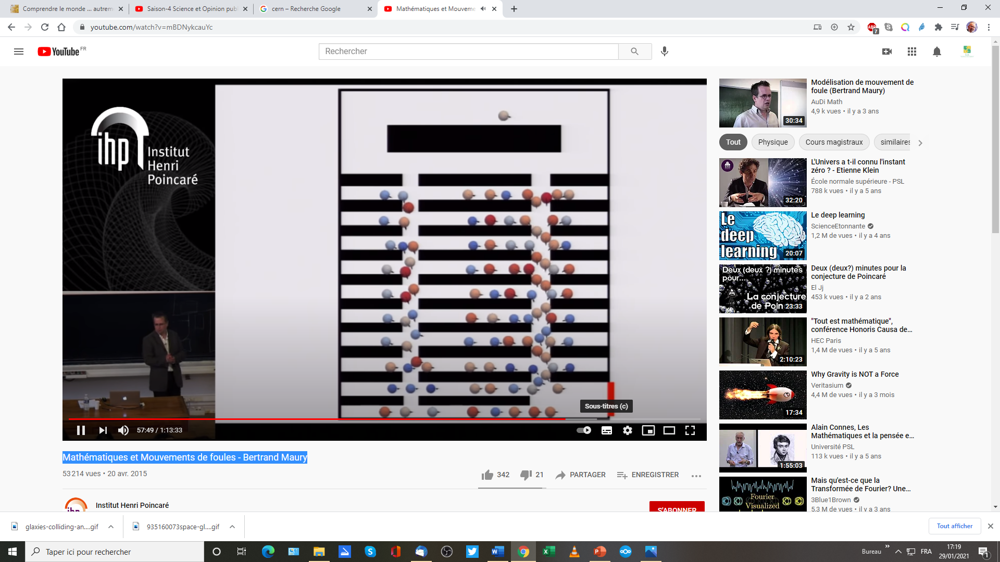 Comprendre le monde ... autrem
Saison-4 Science et Opinion pub
cern – Recherche Google
Mathématiques et Mouveme
youtube.com/watch?v=mBDNykcauYc
ABP
7
YouTube FR
Rechercher
ihp
Institut
Henri
Poincaré
Sous-titres (c)
57:49 / 1:13:33
Mathématiques et Mouvements de foules - Bertrand Maury
53 214 vues • 20 avr. 2015
342
21
PARTAGER
ENREGISTRER
ihp
Institut Henri Poincaré
S'ABONNER
30:34
Modélisation de mouvement de
foule (Bertrand Maury)
AuDi Math
4,9 k vues • il y a 3 ans
Tout
Physique
Cours magistraux
similaires
32:20
L'Univers a t-il connu l'instant
zéro ? - Etienne Klein
École normale supérieure - PSL
788 k vues • il y a 5 ans
Le
deep
learning
20:07
Le deep learning
ScienceEtonnante
1,2 M de vues • il y a 4 ans
Deux (deux ?) minutes
pour...
La conjecture
de Poin
23:33
Deux (deux?) minutes pour la
conjecture de Poincaré
El Jj
453 k vues • il y a 2 ans
2:10:23
"Tout est mathématique",
conférence Honoris Causa de...
HEC Paris
1,4 M de vues • il y a 5 ans
17:34
Why Gravity is NOT a Force
Veritasium
4,4 M de vues • il y a 3 mois
1:55:03
Alain Connes, Les
Mathématiques et la pensée e...
Université PSL
113 k vues • il y a 5 ans
Fourier
Visualized
Mais qu'est-ce que la
Transformée de Fourier? Une...
3Blue1Brown
5,3 M de vues • il y a 3 ans
glaxies-colliding-an....gif
935160073space-gl....gif
Tout afficher
Taper ici pour rechercher
Bureau
FRA
17:19
29/01/2021
1